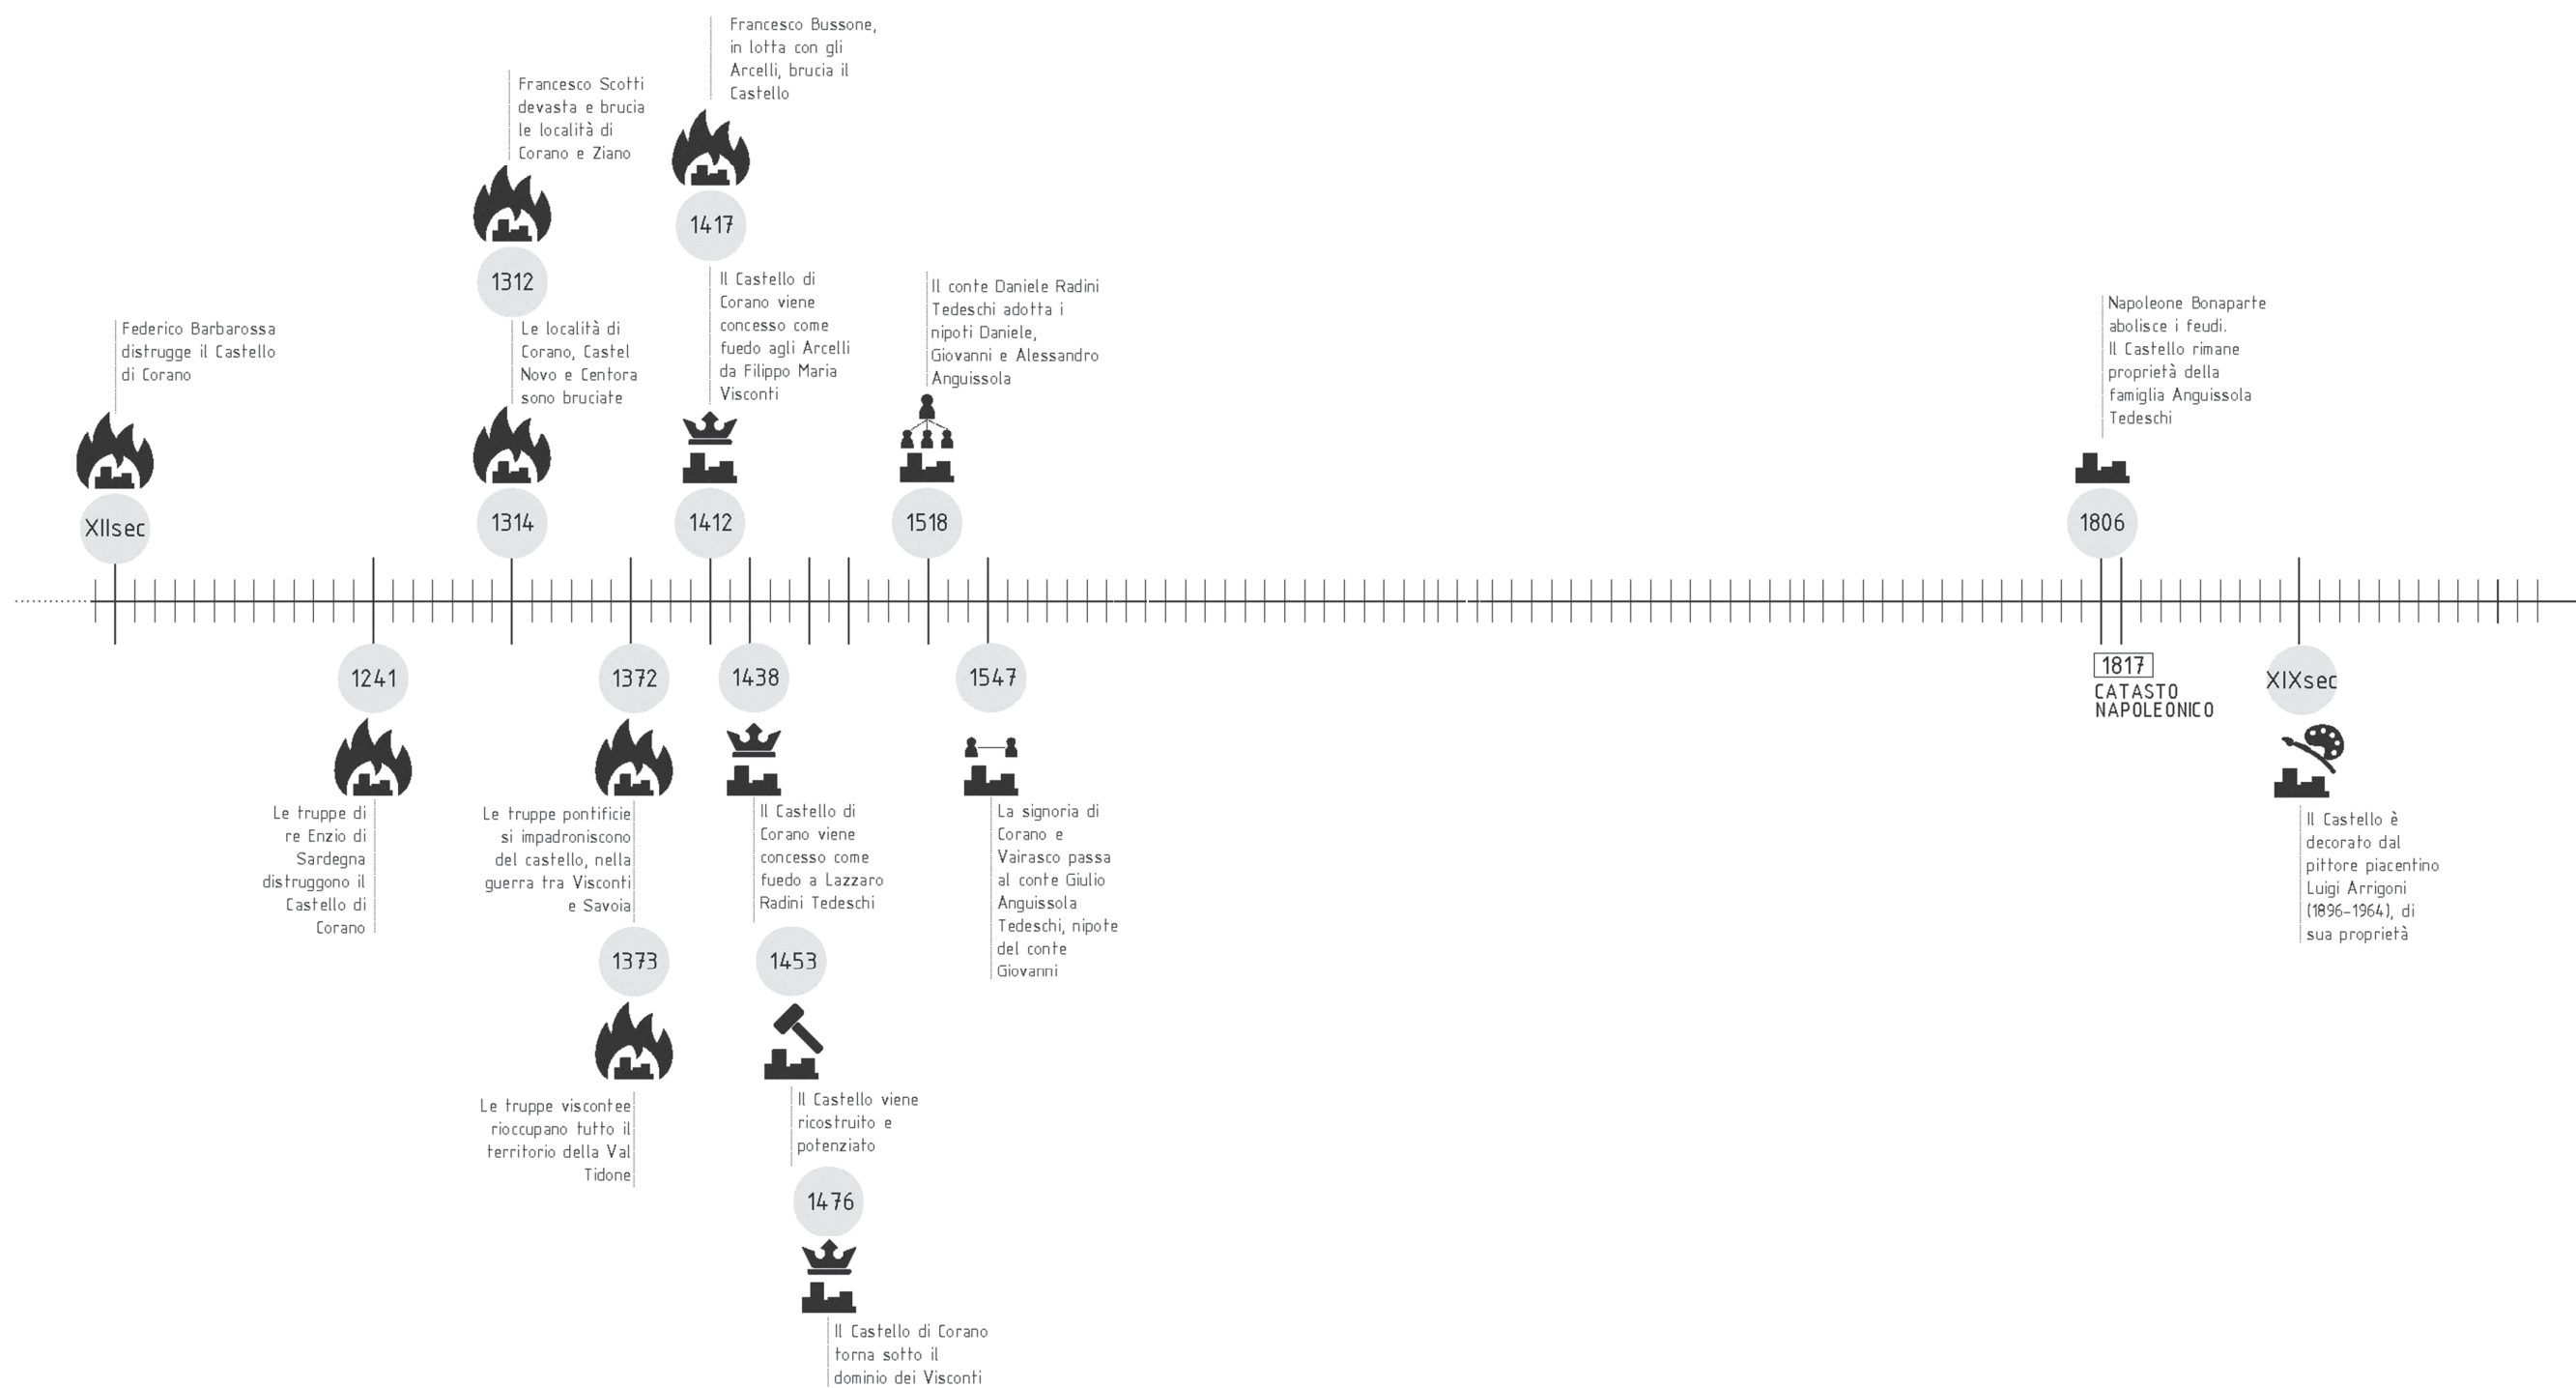 Federico Barbarossa
distrugge il Castello
di Corano
XIIsec
1241
Le truppe di
re Enzio di
Sardegna
distruggono il
Castello di
Corano
Francesco Scotti
devasta e brucia
le località di
Corano e Ziano
1312
Le località di
Corano, Castel
Novo e Centora
sono bruciate
1314
1372
Le truppe pontificie
si impadroniscono
del castello, nella
guerra tra Visconti
e Savoia
1373
Le truppe viscontee
rioccupano tutto il
territorio della Val
Tidone
Francesco Bussone,
in lotta con gli
Arcelli, brucia il
Castello
1417
Il Castello di
Corano viene
concesso come
fuedo agli Arcelli
da Filippo Maria
Visconti
1412
1438
Il Castello di
Corano viene
concesso come
fuedo a Lazzaro
Radini Tedeschi
1453
Il Castello viene
ricostruito e
potenziato
1476
Il Castello di Corano
torna sotto il
dominio dei Visconti
Il conte Daniele Radini
Tedeschi adotta i
nipoti Daniele,
Giovanni e Alessandro
Anguissola
1518
1547
La signoria di
Corano e
Vairasco passa
al conte Giulio
Anguissola
Tedeschi, nipote
del conte
Giovanni
Napoleone Bonaparte
abolisce i feudi.
Il Castello rimane
proprietà della
famiglia Anguissola
Tedeschi
1806
1817
CATASTO
NAPOLEONICO
XIXsec
Il Castello è
decorato dal
pittore piacentino
Luigi Arrigoni
(1896-1964), di
sua proprietà